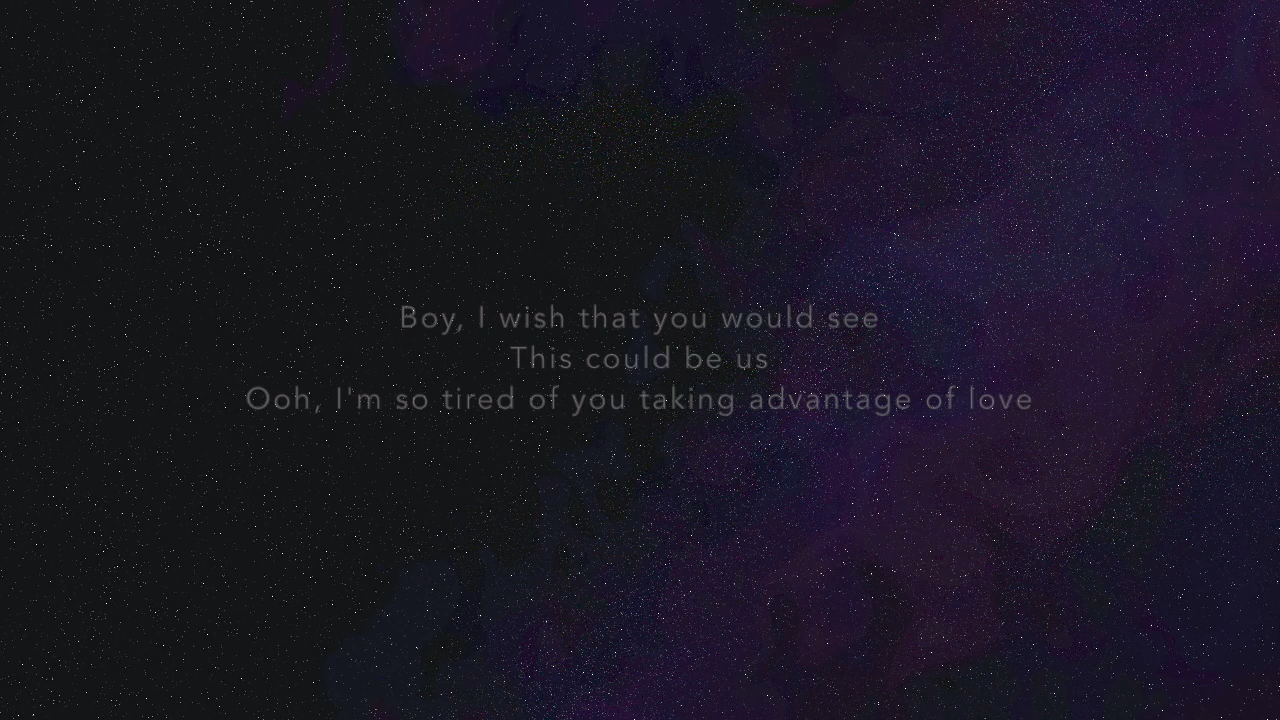 Boy, I wish that you would see
This could be us
Ooh, I'm so tired of you taking advantage of love